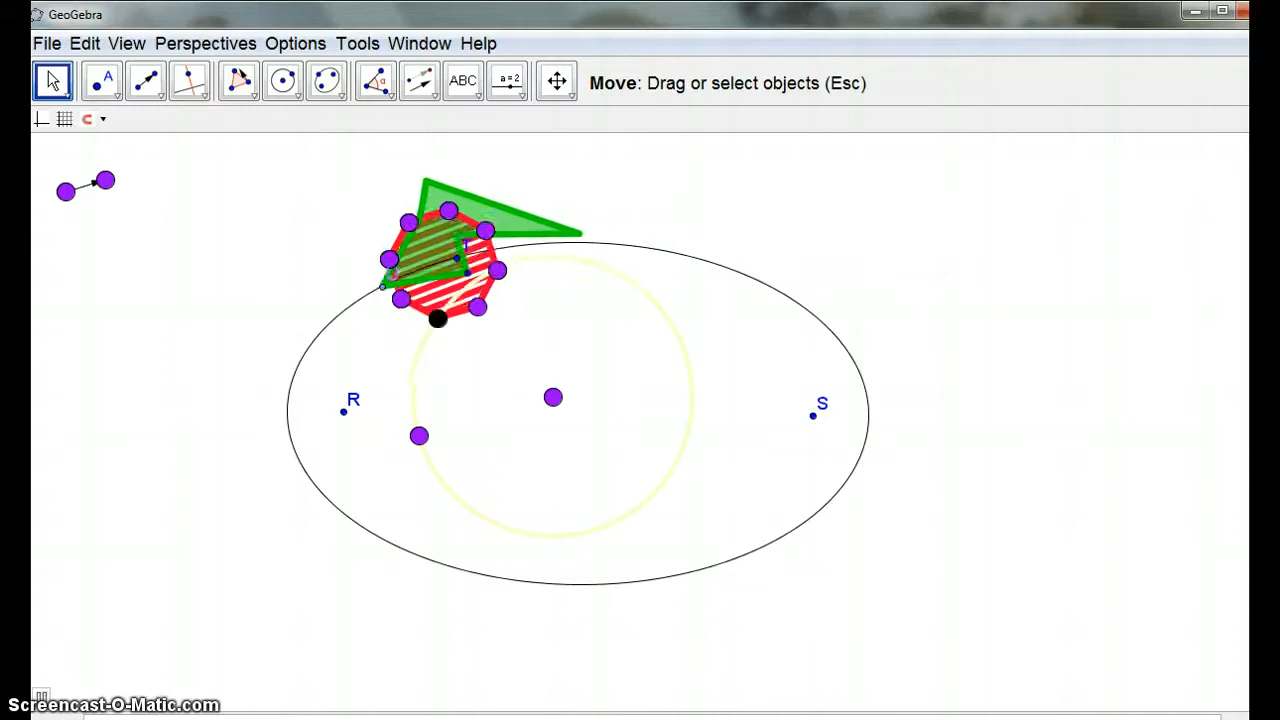 GeoGebra
File Edit View Perspectives Options Tools Window Help
A α ABC a = 2 Move: Drag or select objects (Esc)
T
R
S
Screencast-O-Matic.com